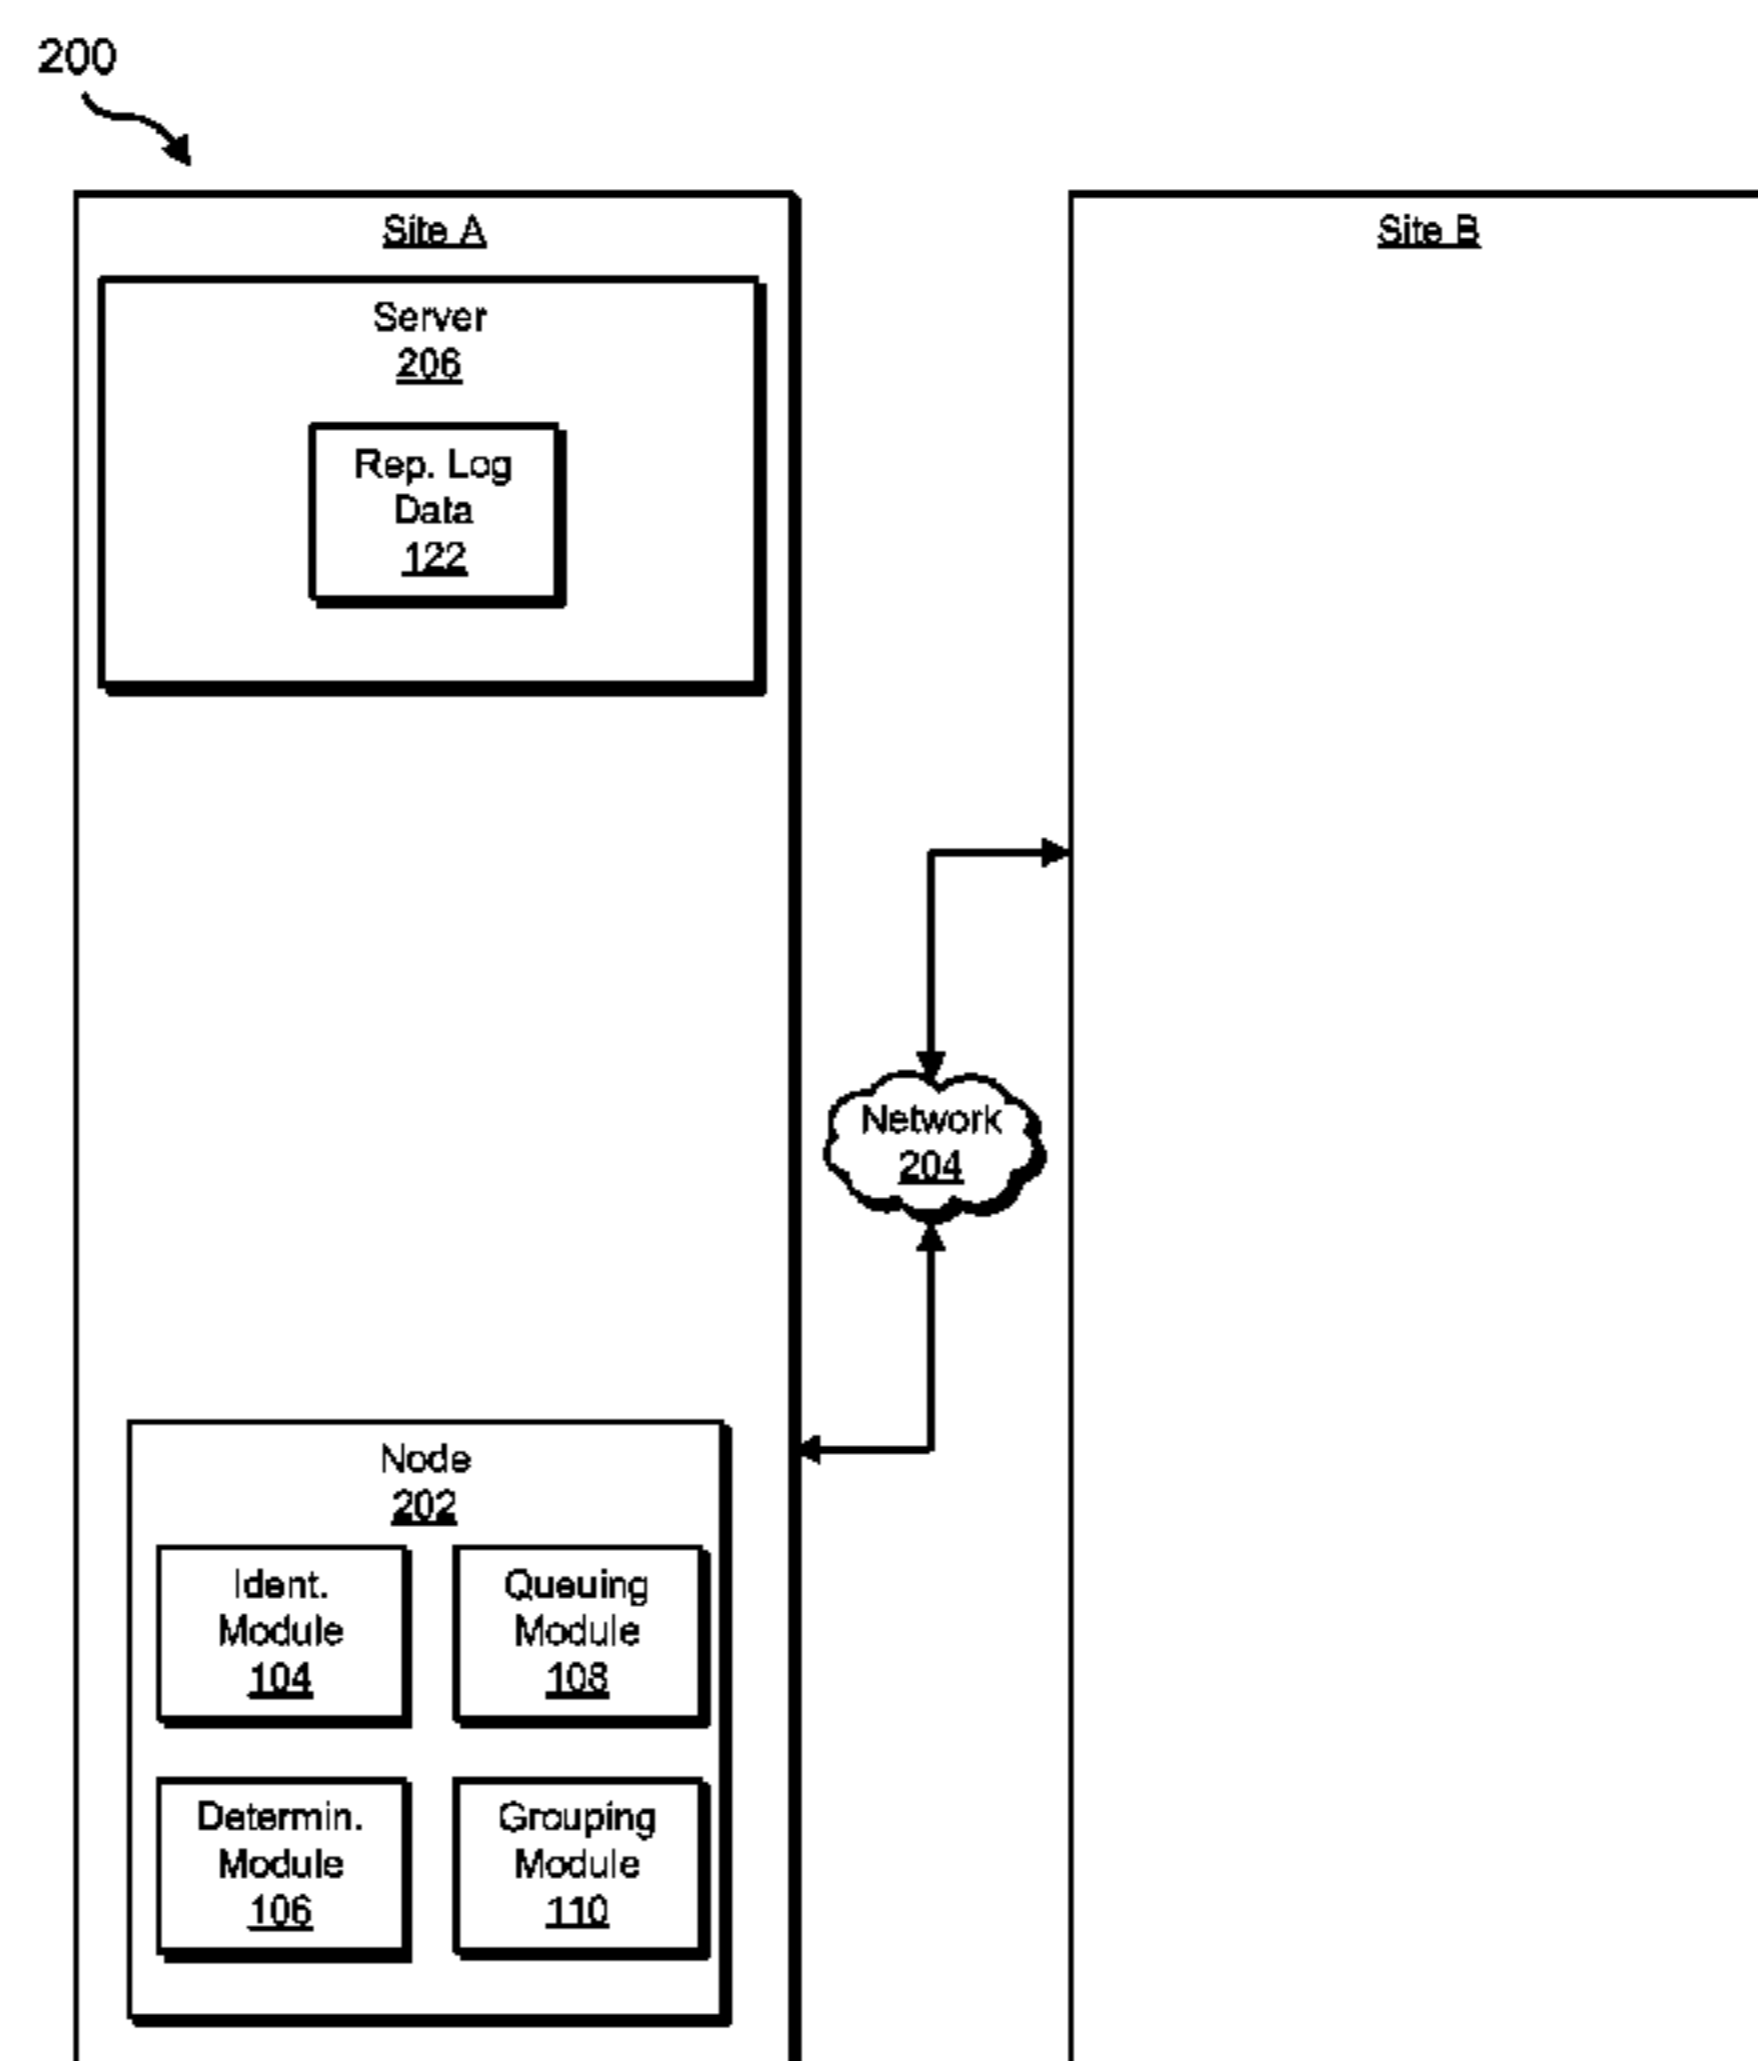 200
Site A
Site B
Server
206
Rep. Log
Data
122
Network
204
Node
202
Ident.
Module
104
Queuing
Module
108
Determin.
Module
106
Grouping
Module
110